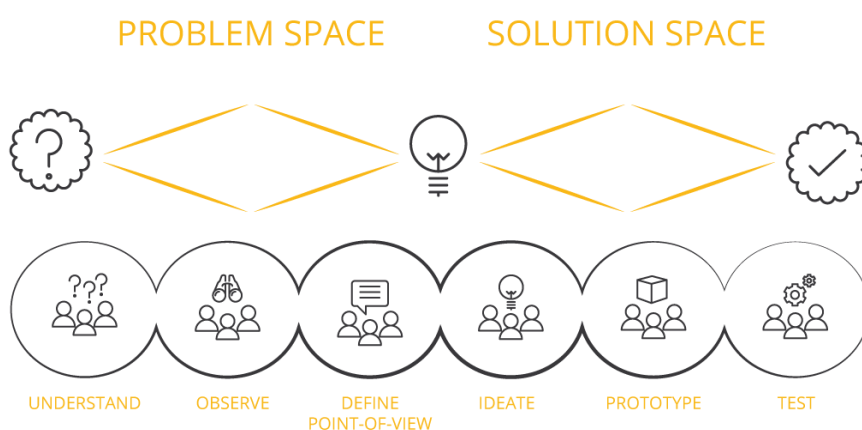 PROBLEM SPACE
SOLUTION SPACE
UNDERSTAND
OBSERVE
DEFINE
POINT-OF-VIEW
IDEATE
PROTOTYPE
TEST